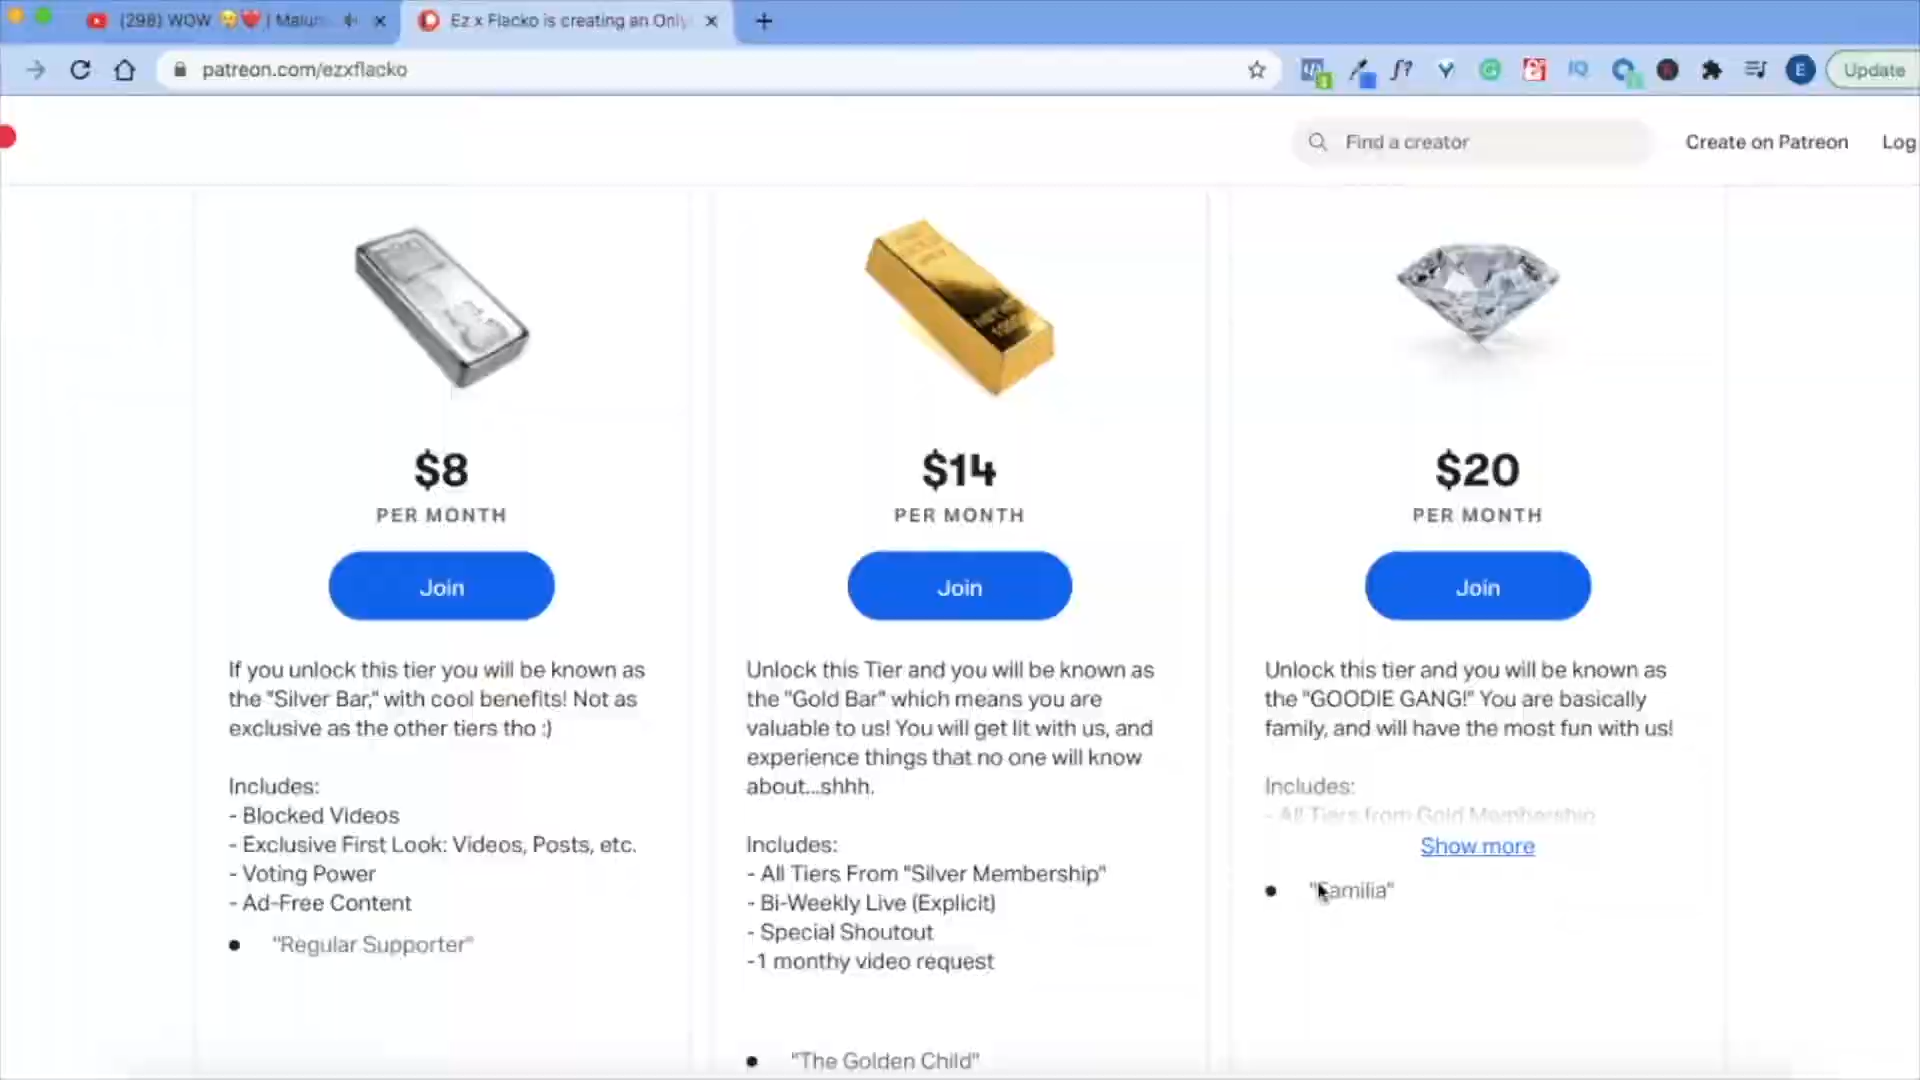 (298) WOW 😗❤️ | Malum
Ez x Flacko is creating an Only
patreon.com/ezxflacko
Update
Find a creator
Create on Patreon
Log
$8
PER MONTH
Join
If you unlock this tier you will be known as
the "Silver Bar," with cool benefits! Not as
exclusive as the other tiers tho :)
Includes:
- Blocked Videos
- Exclusive First Look: Videos, Posts, etc.
- Voting Power
- Ad-Free Content
● "Regular Supporter"
$14
PER MONTH
Join
Unlock this Tier and you will be known as
the "Gold Bar" which means you are
valuable to us! You will get lit with us, and
experience things that no one will know
about...shhh.
Includes:
- All Tiers From "Silver Membership"
- Bi-Weekly Live (Explicit)
- Special Shoutout
-1 monthy video request
● "The Golden Child"
$20
PER MONTH
Join
Unlock this tier and you will be known as
the "GOODIE GANG!" You are basically
family, and will have the most fun with us!
Includes:
- All Tiers from Gold Membership
Show more
● "Familia"